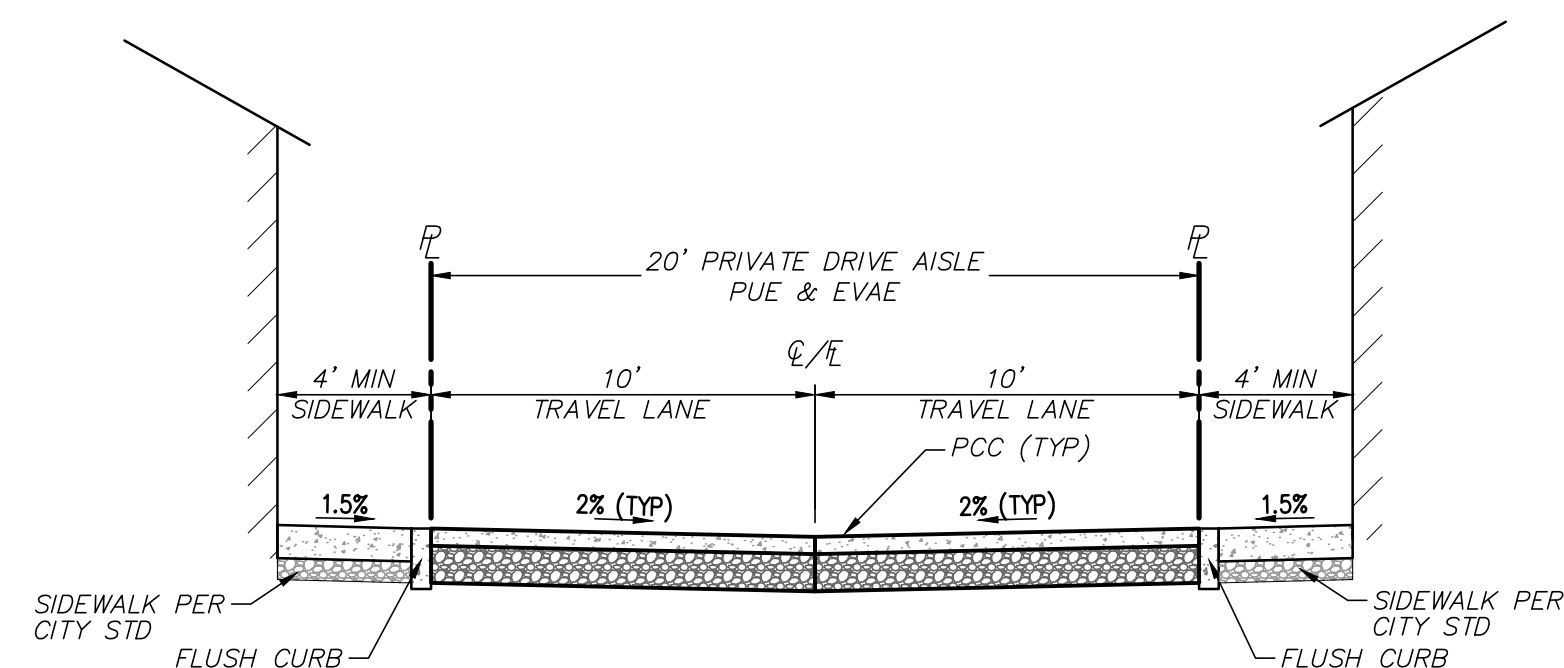 PL
PL
20' PRIVATE DRIVE AISLE
PUE & EVAE
CL/FL
4' MIN
SIDEWALK
10'
TRAVEL LANE
10'
TRAVEL LANE
4' MIN
SIDEWALK
PCC (TYP)
1.5%
2% (TYP)
2% (TYP)
1.5%
SIDEWALK PER
CITY STD
FLUSH CURB
SIDEWALK PER
CITY STD
FLUSH CURB